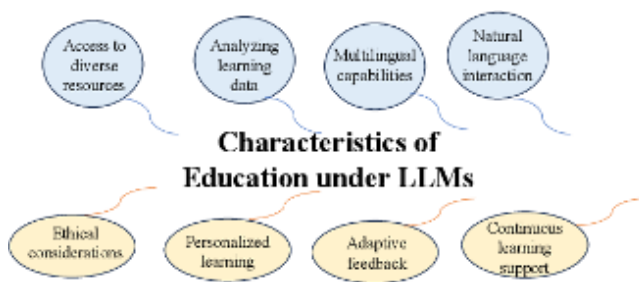 Access to
diverse
resources
Analyzing
learning
data
Multilingual
capabilities
Natural
language
interaction
Characteristics of
Education under LLMs
Ethical
considerations
Personalized
learning
Adaptive
feedback
Continuous
learning
support